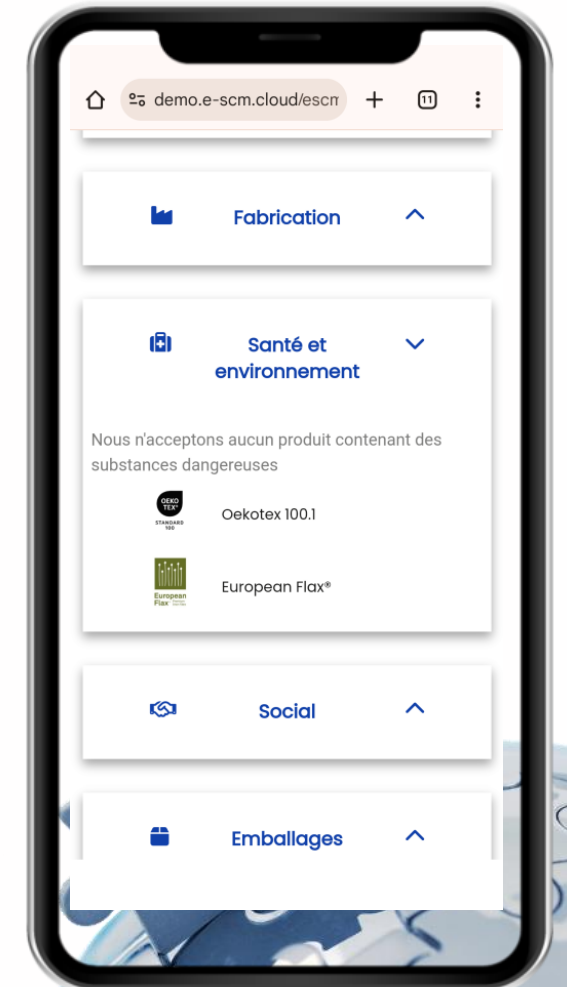 demo.e-scm.cloud/escm
11
Fabrication
Santé et
environnement
Nous n'acceptons aucun produit contenant des
substances dangereuses
OEKO
TEX®
STANDARD
100
Oekotex 100.1
European
Flax
European Flax®
Social
Emballages